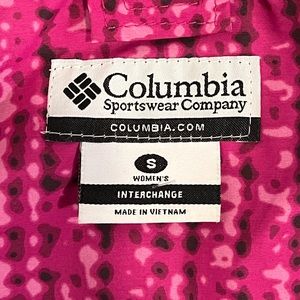 Columbia
Sportswear Company
COLUMBIA.COM
S
WOMEN'S
INTERCHANGE
MADE IN VIETNAM